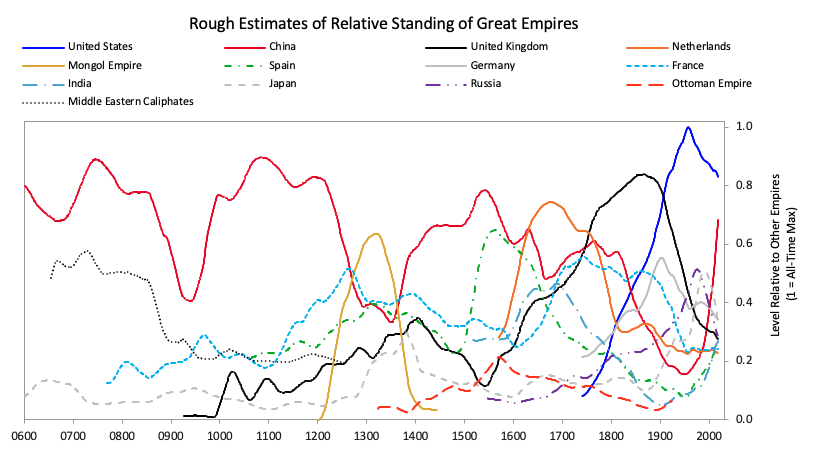 Rough Estimates of Relative Standing of Great Empires
United States China United Kingdom Netherlands
Mongol Empire Spain Germany France
India Japan Russia Ottoman Empire
Middle Eastern Caliphates
1.0
0.8
0.6
0.4
0.2
0.0
Level Relative to Other Empires
(1 = All-Time Max)
0600 0700 0800 0900 1000 1100 1200 1300 1400 1500 1600 1700 1800 1900 2000